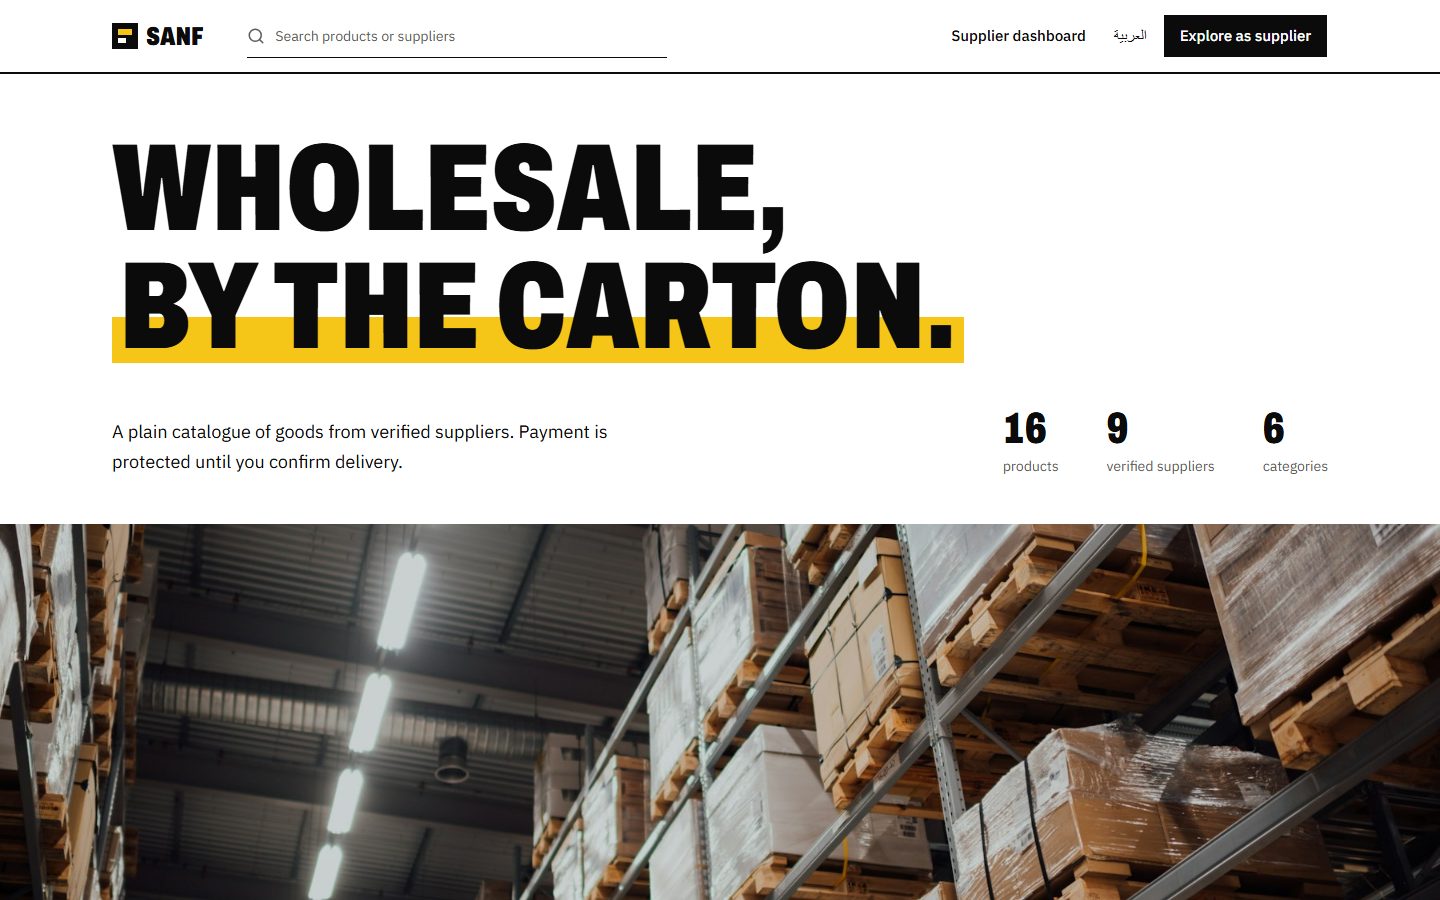 SANF
Search products or suppliers
Supplier dashboard
العربية
Explore as supplier
WHOLESALE,
BY THE CARTON.
A plain catalogue of goods from verified suppliers. Payment is
protected until you confirm delivery.
16
products
9
verified suppliers
6
categories